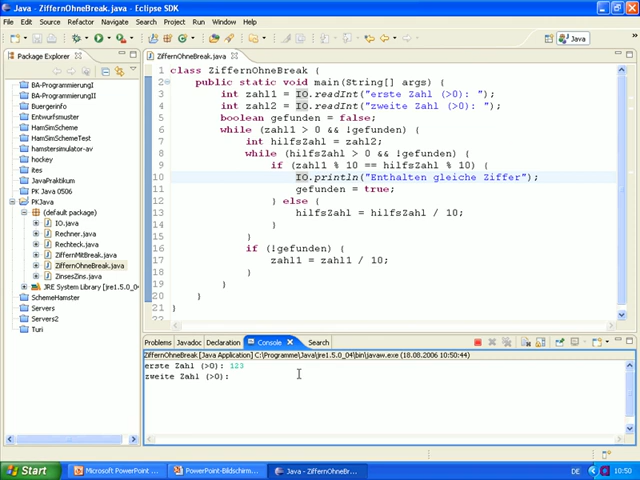 Java - ZiffernOhneBreak.java - Eclipse SDK
File Edit Source Refactor Navigate Search Project Run Window Help
Java
Package Explorer
BA-ProgrammierungI
BA-ProgrammierungII
Buergerinfo
Entwurfsmuster
HamSimScheme
HamSimSchemeTest
hamstersimulator-av
hockey
ites
JavaPraktikum
PK Java 0506
PKJava
(default package)
IO.java
Rechner.java
Rechteck.java
ZiffernMitBreak.java
ZiffernOhneBreak.java
ZinsesZins.java
JRE System Library [jre1.5.0_04]
SchemeHamster
Servers
Servers2
Turi
ZiffernOhneBreak.java
1 class ZiffernOhneBreak {
2 public static void main(String[] args) {
3 int zahl1 = IO.readInt("erste Zahl (>0): ");
4 int zahl2 = IO.readInt("zweite Zahl (>0): ");
5 boolean gefunden = false;
6 while (zahl1 > 0 && !gefunden) {
7 int hilfsZahl = zahl2;
8 while (hilfsZahl > 0 && !gefunden) {
9 if (zahl1 % 10 == hilfsZahl % 10) {
10 IO.println("Enthalten gleiche Ziffer");
11 gefunden = true;
12 } else {
13 hilfsZahl = hilfsZahl / 10;
14 }
15 }
16 if (!gefunden) {
17 zahl1 = zahl1 / 10;
18 }
19 }
20 }
21 }
Problems Javadoc Declaration Console Search
ZiffernOhneBreak [Java Application] C:\Programme\Java\jre1.5.0_04\bin\javaw.exe (18.08.2006 10:50:44)
erste Zahl (>0): 123
zweite Zahl (>0):
Start Microsoft PowerPoint ... PowerPoint-Bildschirm... Java - ZiffernOhneBr... DE 10:50